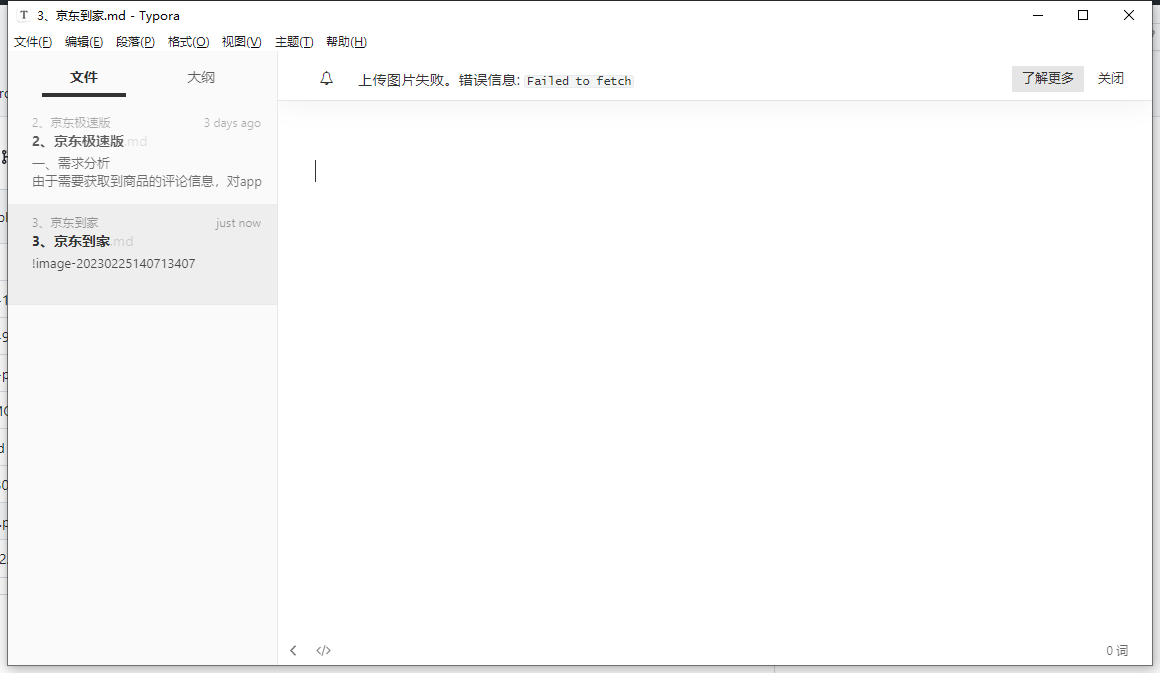 3、京东到家.md - Typora
文件(F) 编辑(E) 段落(P) 格式(O) 视图(V) 主题(T) 帮助(H)
文件 大纲
上传图片失败。错误信息: Failed to fetch 了解更多 关闭
2、京东极速版 3 days ago
2、京东极速版.md
一、需求分析
由于需要获取到商品的评论信息，对app
3、京东到家 just now
3、京东到家.md
!image-20230225140713407
</> 0 词